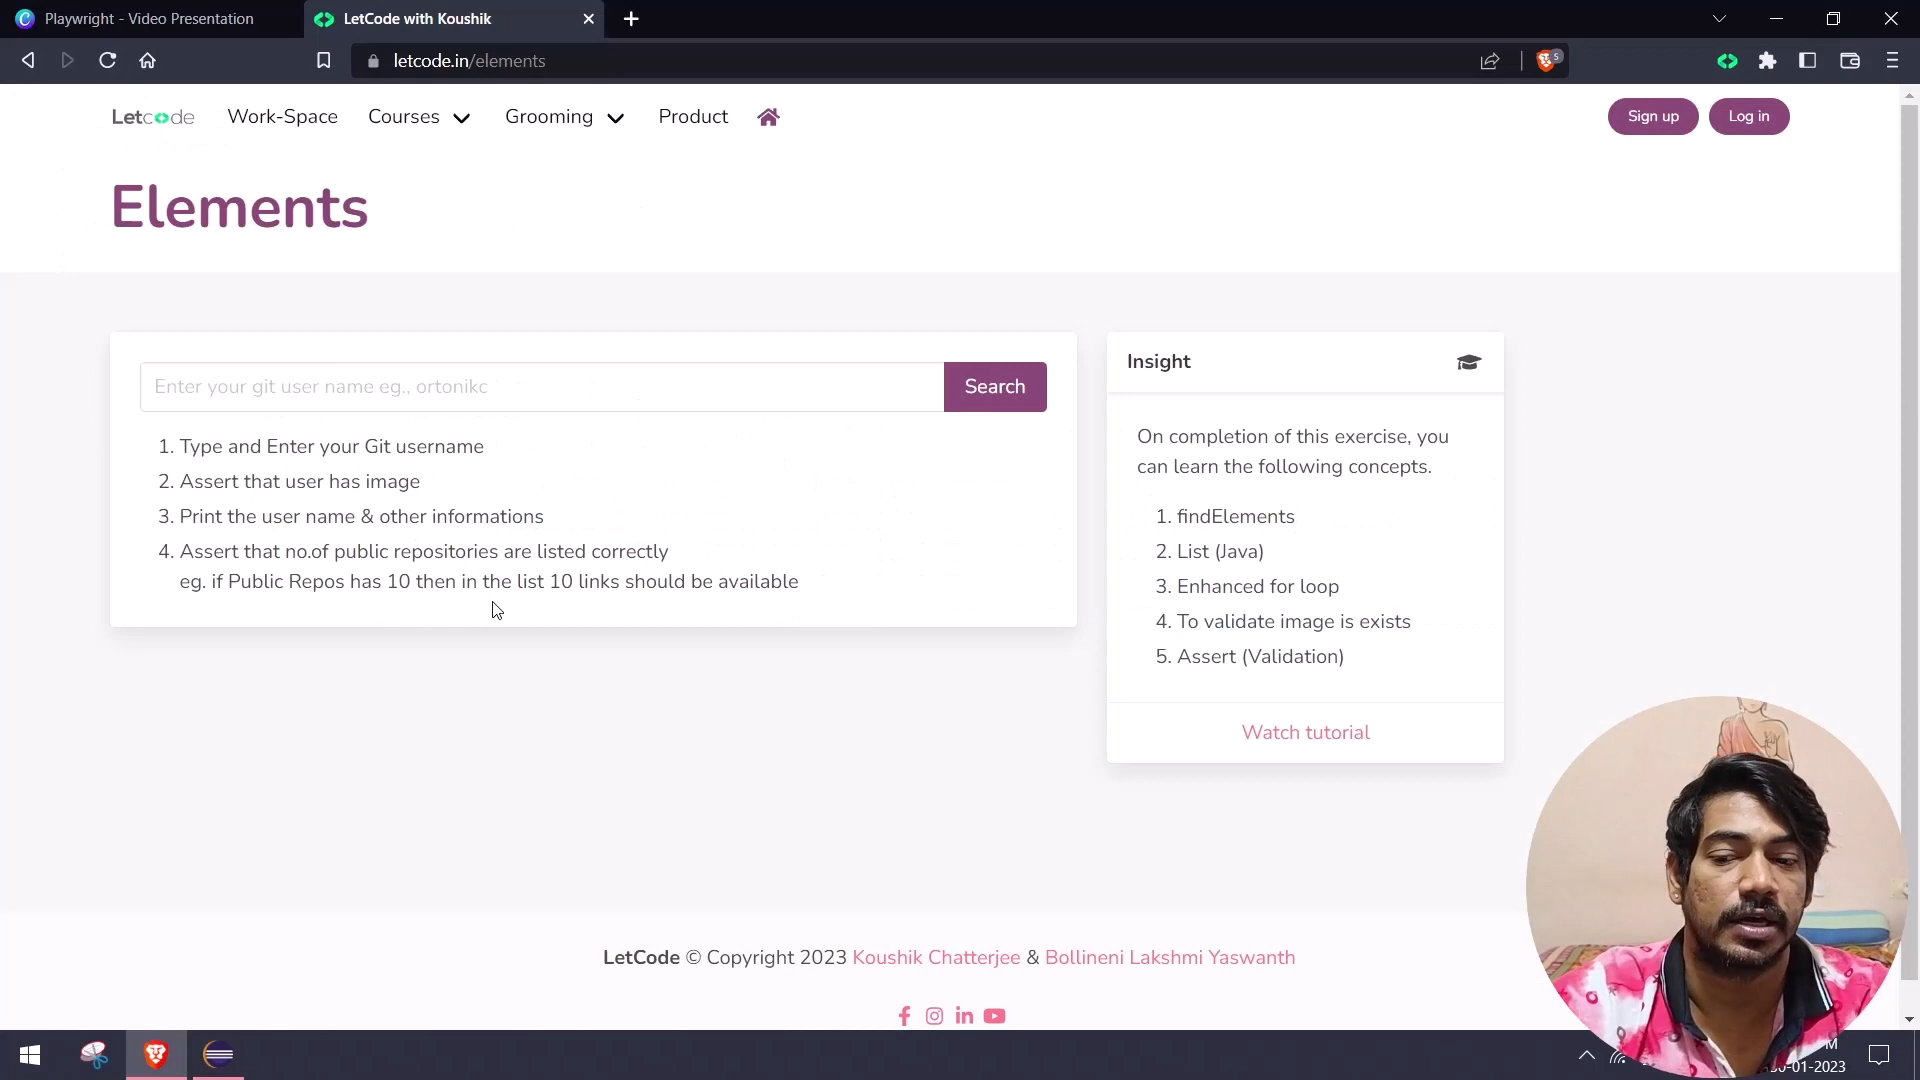 Playwright - Video Presentation
LetCode with Koushik
letcode.in/elements
5
Letcode
Work-Space
Courses
Grooming
Product
Sign up
Log in
Elements
Enter your git user name eg., ortonikc
Search
1. Type and Enter your Git username
2. Assert that user has image
3. Print the user name & other informations
4. Assert that no.of public repositories are listed correctly
eg. if Public Repos has 10 then in the list 10 links should be available
Insight
On completion of this exercise, you
can learn the following concepts.
1. findElements
2. List (Java)
3. Enhanced for loop
4. To validate image is exists
5. Assert (Validation)
Watch tutorial
LetCode © Copyright 2023 Koushik Chatterjee & Bollineni Lakshmi Yaswanth
M
0-01-2023